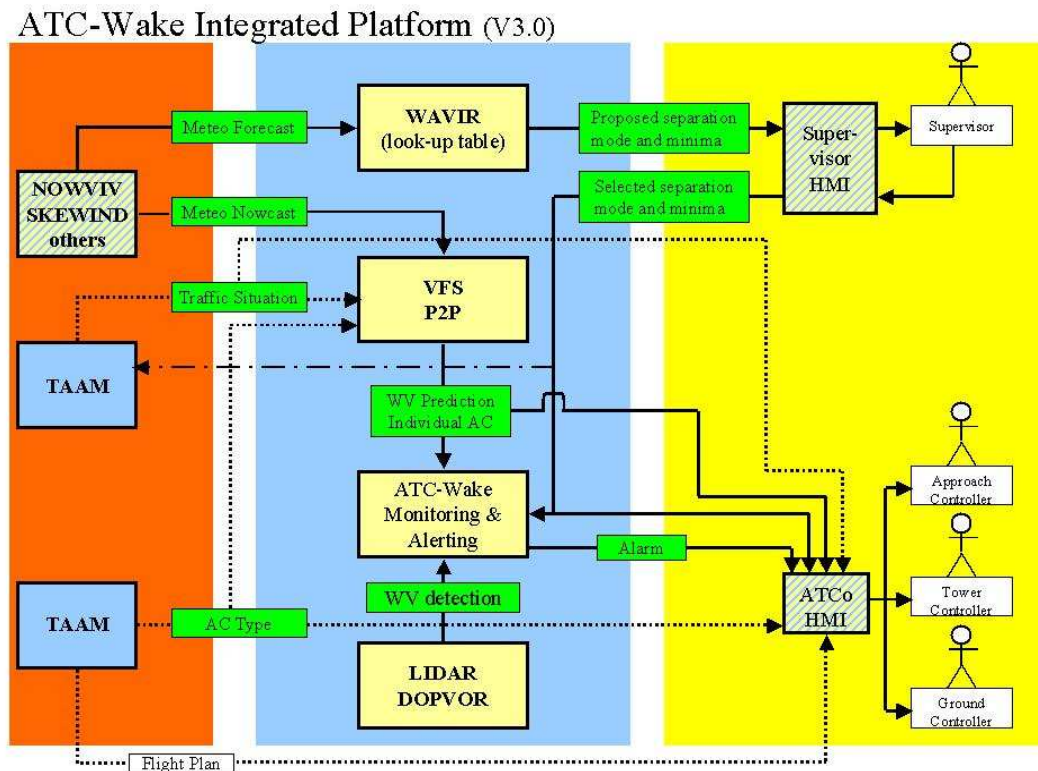 ATC-Wake Integrated Platform (V3.0)
Meteo Forecast
WAVIR
(look-up table)
Proposed separation
mode and minima
Super-
visor
HMI
Supervisor
NOWVIV
SKEWIND
others
Meteo Nowcast
Selected separation
mode and minima
Traffic Situation
VFS
P2P
TAAM
WV Prediction
Individual AC
ATC-Wake
Monitoring &
Alerting
Alarm
Approach
Controller
TAAM
AC Type
WV detection
ATCo
HMI
Tower
Controller
LIDAR
DOPVOR
Ground
Controller
Flight Plan